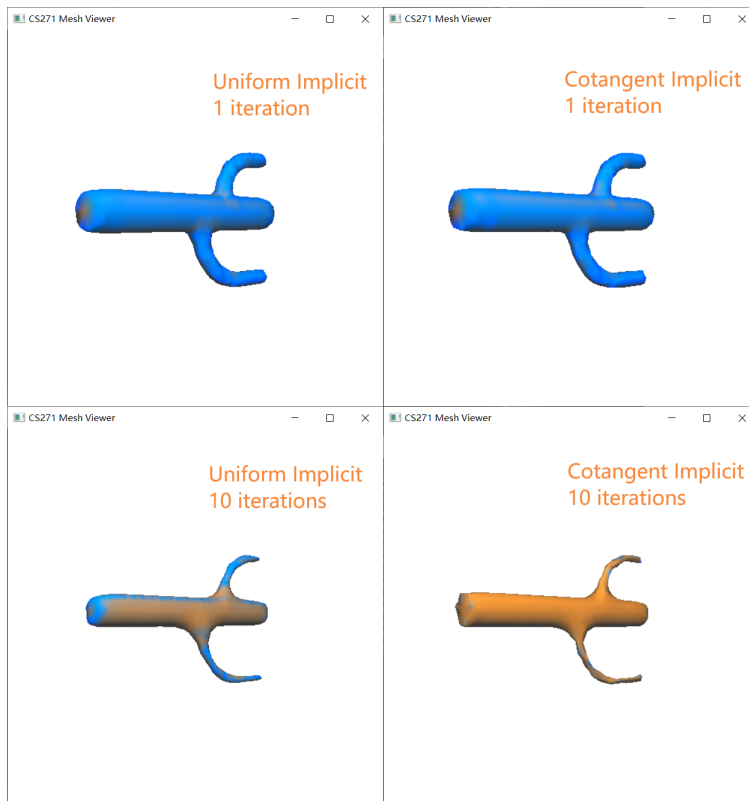 CS271 Mesh Viewer
Uniform Implicit
1 iteration
CS271 Mesh Viewer
Cotangent Implicit
1 iteration
CS271 Mesh Viewer
Uniform Implicit
10 iterations
CS271 Mesh Viewer
Cotangent Implicit
10 iterations